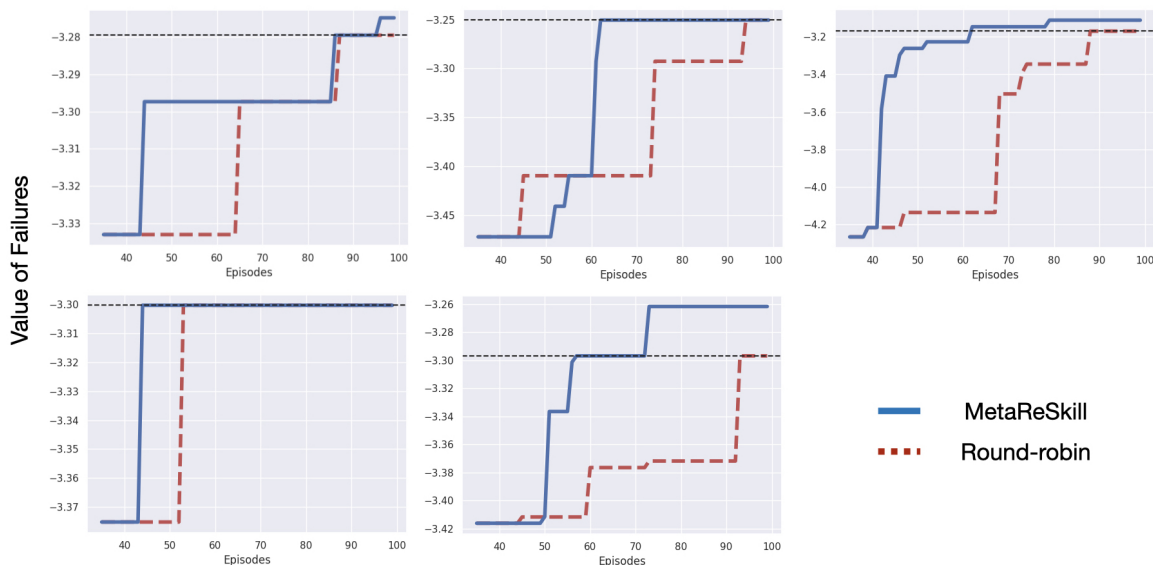 Value of Failures
−3.28
−3.29
−3.30
−3.31
−3.32
−3.33
40 50 60 70 80 90 100
Episodes
−3.25
−3.30
−3.35
−3.40
−3.45
40 50 60 70 80 90 100
Episodes
−3.2
−3.4
−3.6
−3.8
−4.0
−4.2
40 50 60 70 80 90 100
Episodes
−3.30
−3.31
−3.32
−3.33
−3.34
−3.35
−3.36
−3.37
40 50 60 70 80 90 100
Episodes
−3.26
−3.28
−3.30
−3.32
−3.34
−3.36
−3.38
−3.40
−3.42
40 50 60 70 80 90 100
Episodes
MetaReSkill
Round-robin